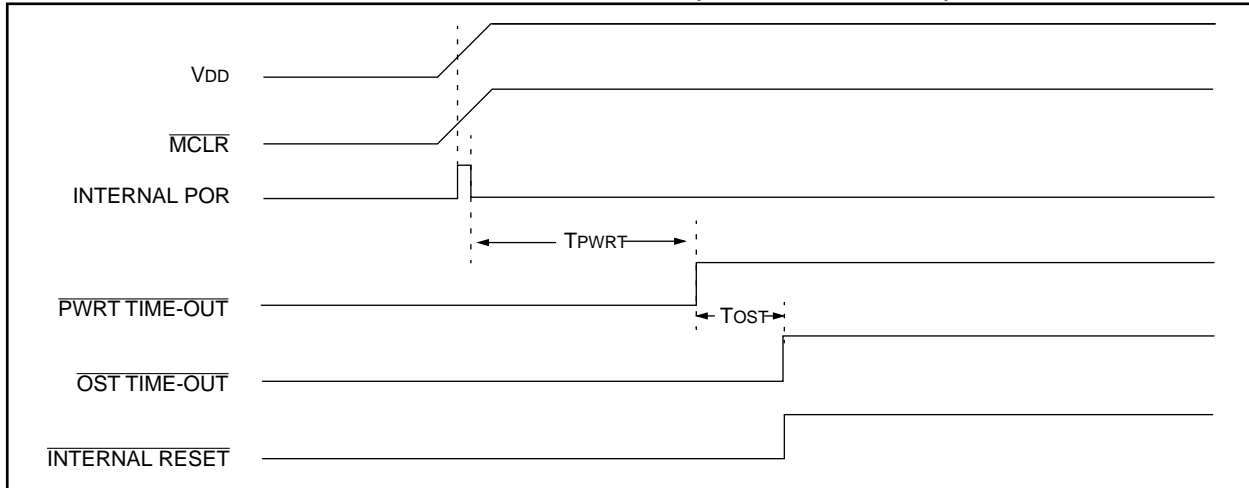 VDD
MCLR
INTERNAL POR
TPWRT
PWRT TIME-OUT
TOST
OST TIME-OUT
INTERNAL RESET